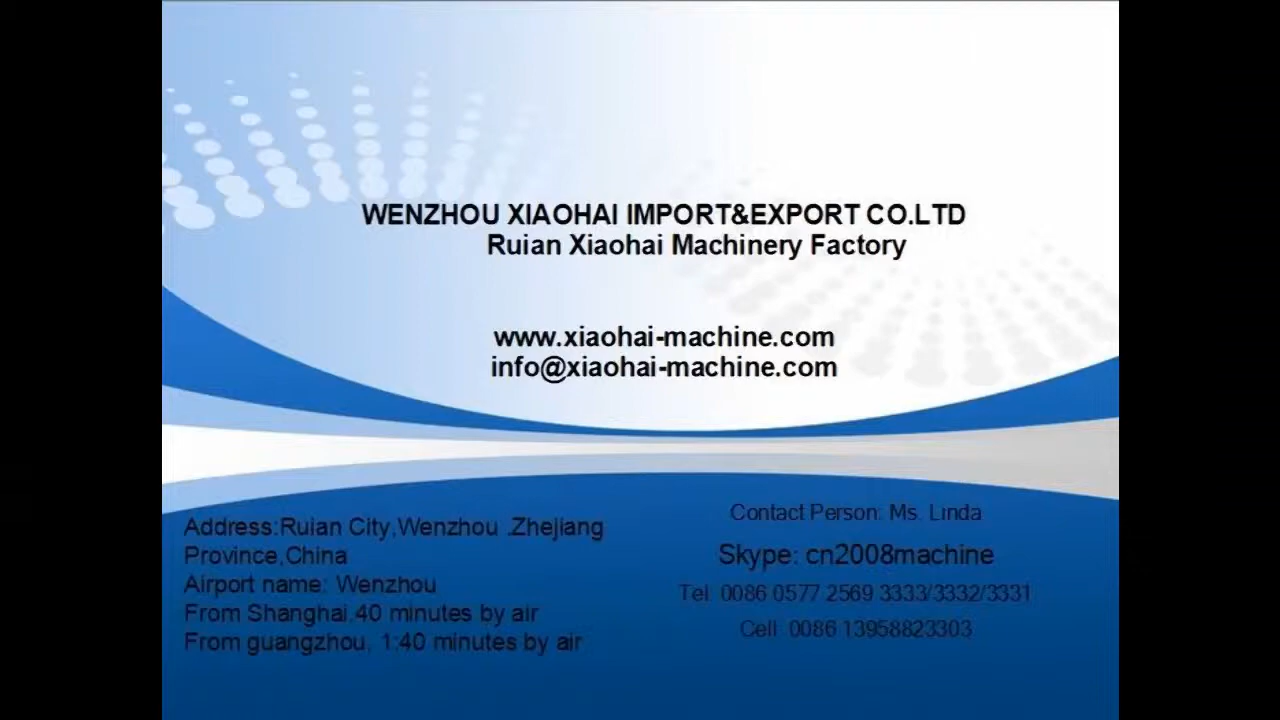 WENZHOU XIAOHAI IMPORT&EXPORT CO.LTD
Ruian Xiaohai Machinery Factory
www.xiaohai-machine.com
info@xiaohai-machine.com
Address:Ruian City,Wenzhou .Zhejiang
Province,China
Airport name: Wenzhou
From Shanghai,40 minutes by air
From guangzhou, 1:40 minutes by air
Contact Person: Ms. Linda
Skype: cn2008machine
Tel: 0086 0577 2569 3333/3332/3331
Cell: 0086 13958823303